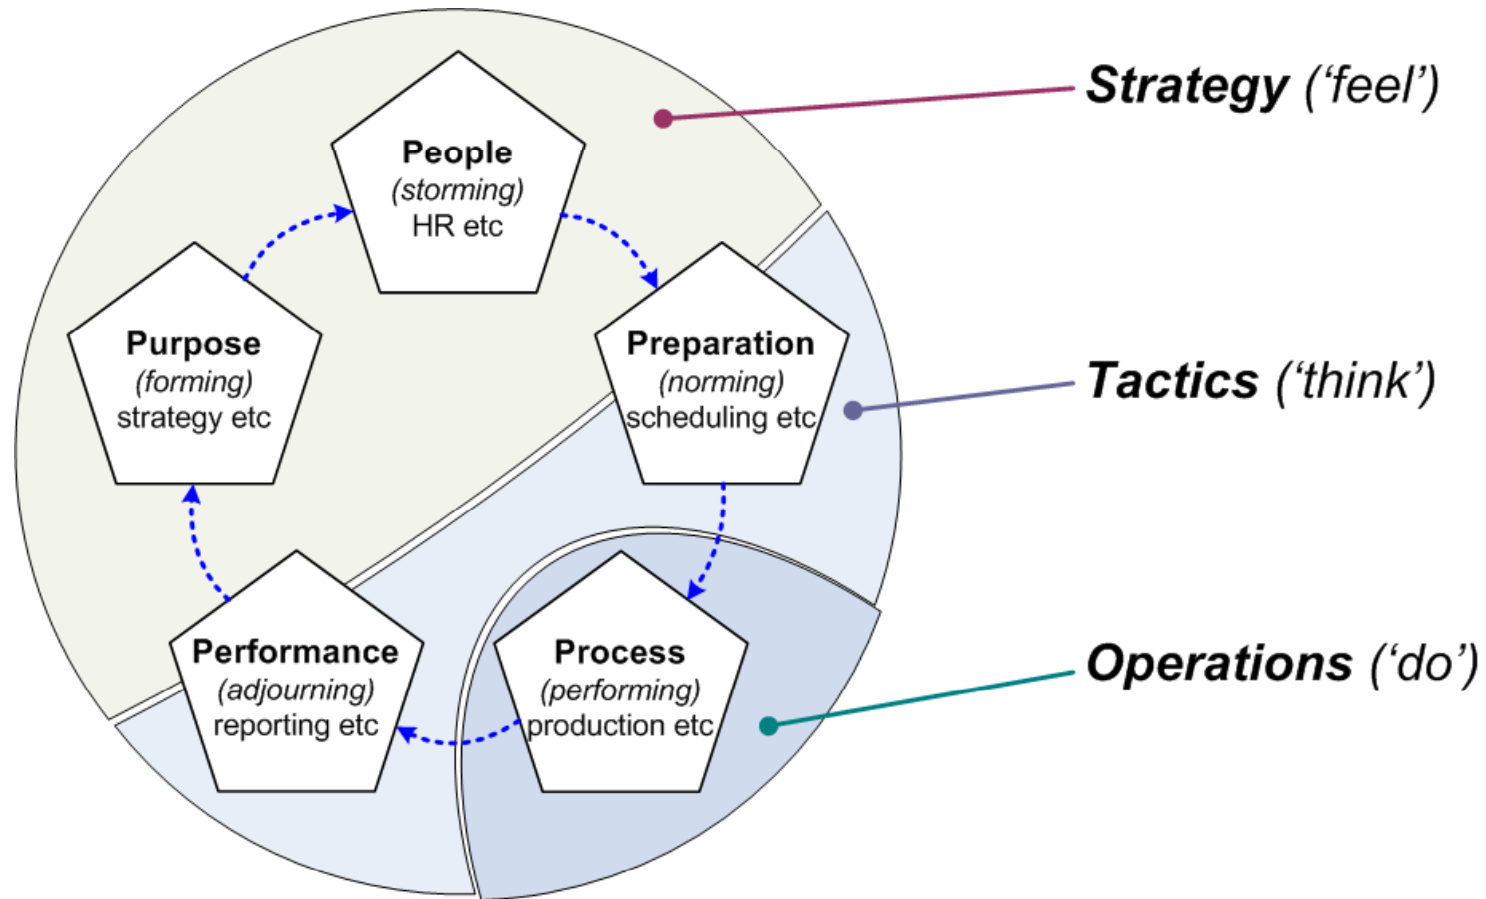 People
(storming)
HR etc
Purpose
(forming)
strategy etc
Preparation
(norming)
scheduling etc
Performance
(adjourning)
reporting etc
Process
(performing)
production etc
Strategy (‘feel’)
Tactics (‘think’)
Operations (‘do’)